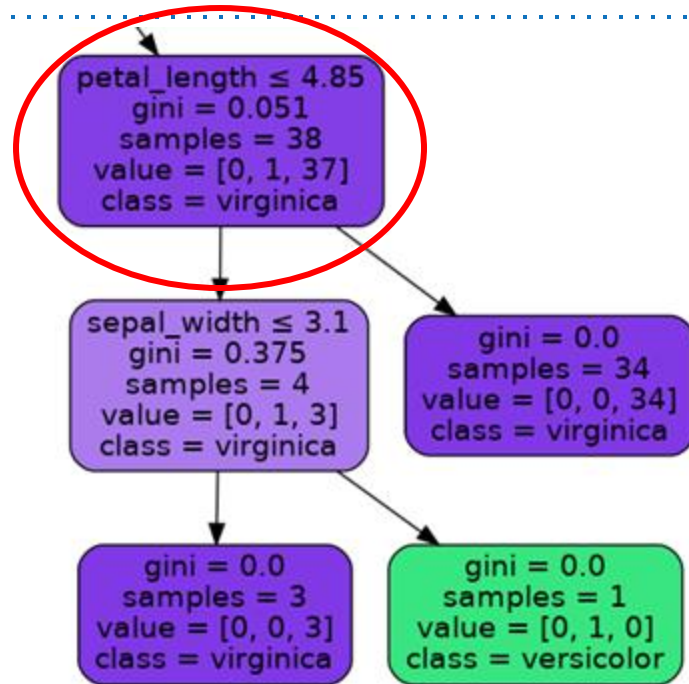 petal_length ≤ 4.85
gini = 0.051
samples = 38
value = [0, 1, 37]
class = virginica
sepal_width ≤ 3.1
gini = 0.375
samples = 4
value = [0, 1, 3]
class = virginica
gini = 0.0
samples = 34
value = [0, 0, 34]
class = virginica
gini = 0.0
samples = 3
value = [0, 0, 3]
class = virginica
gini = 0.0
samples = 1
value = [0, 1, 0]
class = versicolor